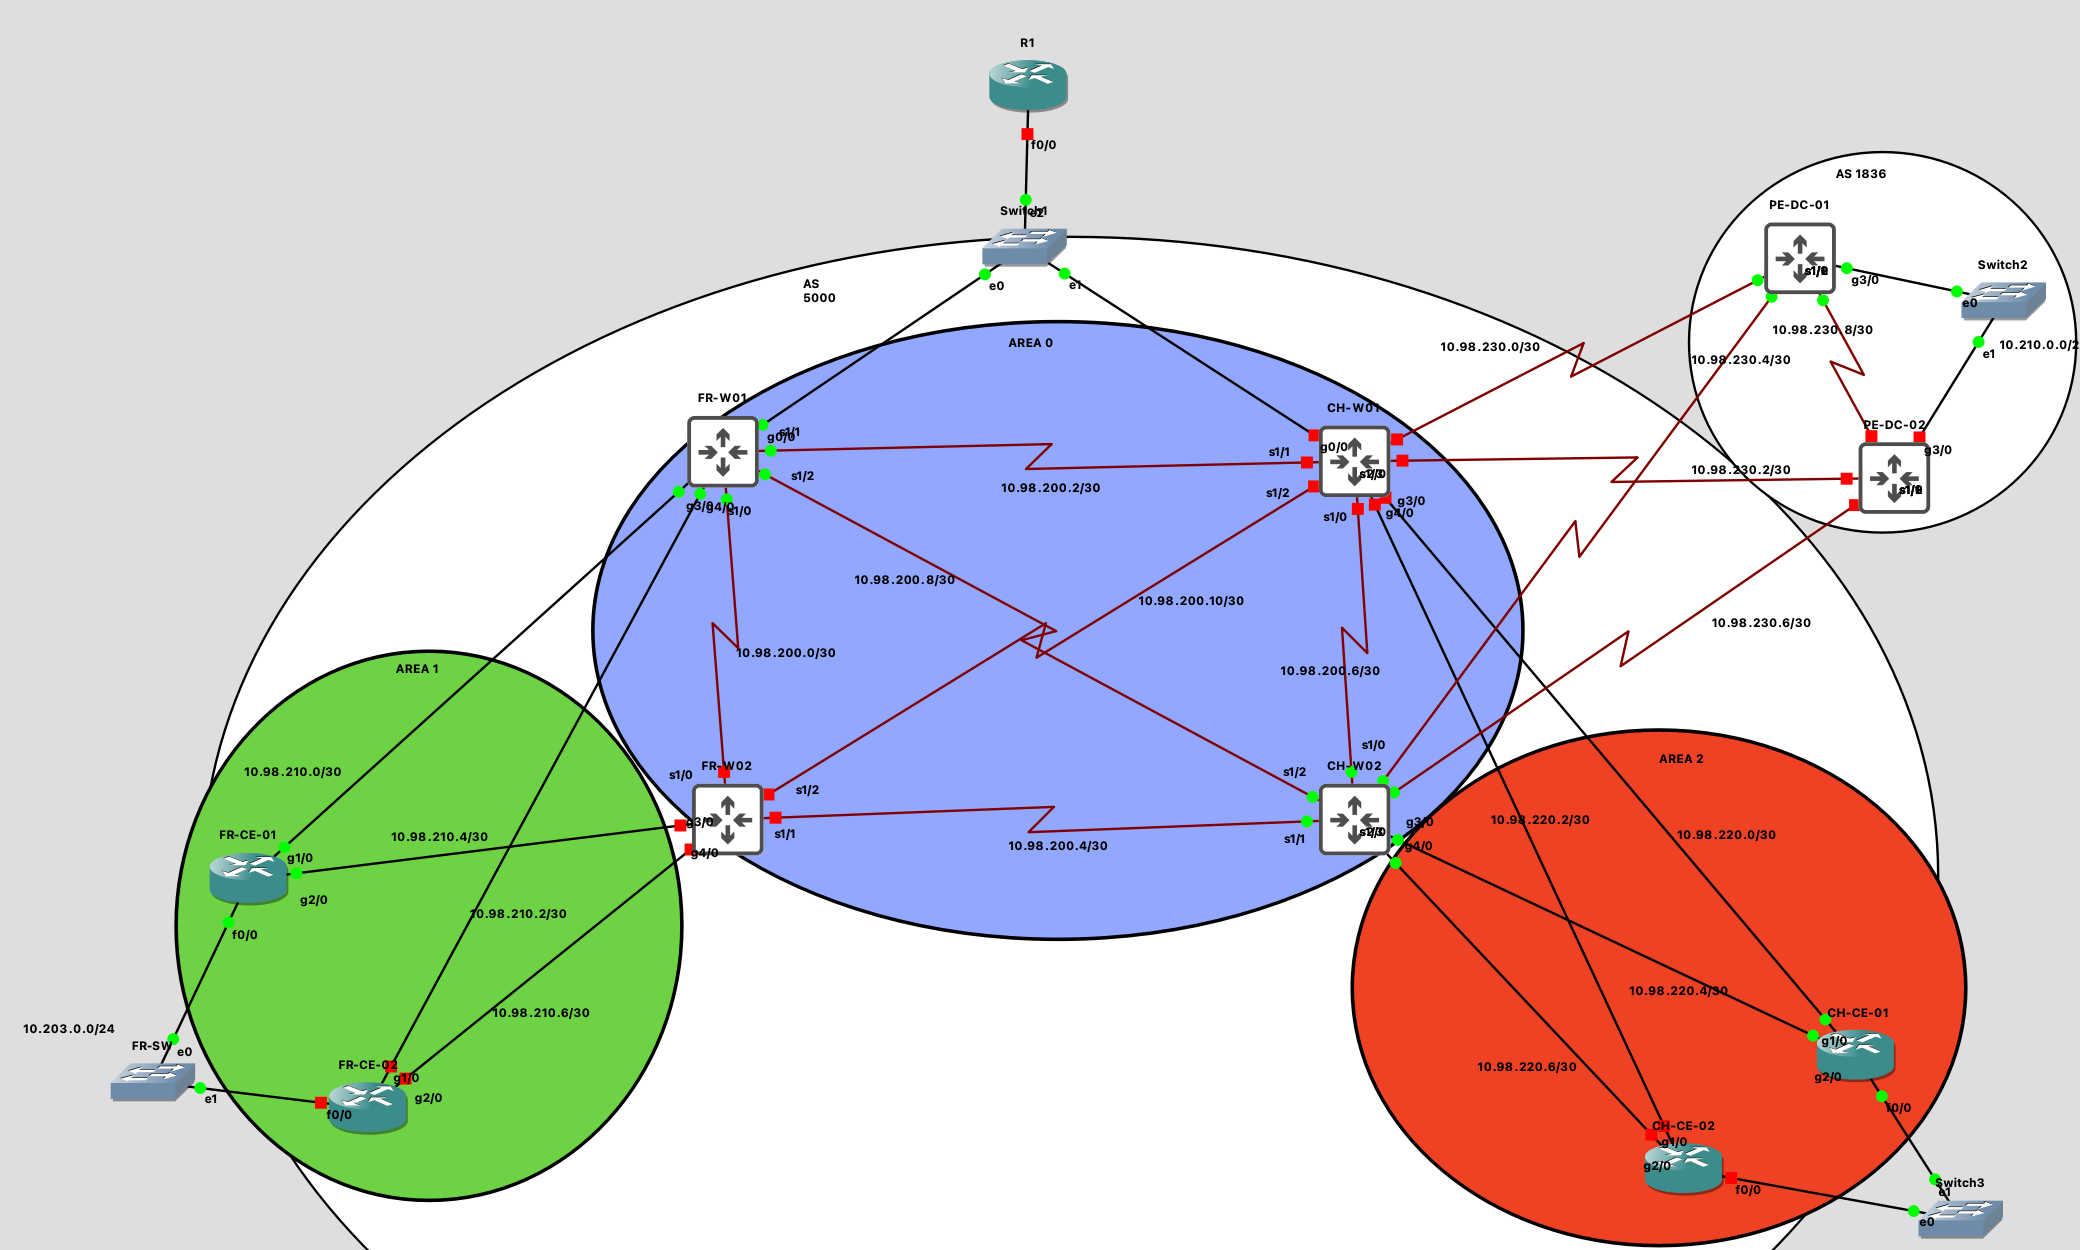 R1
f0/0
Switch1
e2
e0
e1
AS
5000
AREA 0
AS 1836
PE-DC-01
s1/2
g3/0
Switch2
e0
e1
10.210.0.0/2
10.98.230.8/30
10.98.230.0/30
10.98.230.4/30
FR-W01
s1/1
g0/0
s1/2
g3/0
g4/0
s1/0
CH-W01
g0/0
s1/1
s1/2
s1/0
g3/0
g4/0
PE-DC-02
g3/0
10.98.230.2/30
10.98.200.2/30
10.98.200.8/30
10.98.200.10/30
10.98.230.6/30
10.98.200.0/30
10.98.200.6/30
AREA 1
AREA 2
s1/0
FR-W02
s1/2
g3/0
s1/1
g4/0
s1/0
CH-W02
s1/2
s1/1
g3/0
g4/0
10.98.200.4/30
10.98.210.0/30
10.98.210.4/30
FR-CE-01
g1/0
g2/0
f0/0
10.98.210.2/30
10.98.210.6/30
10.98.220.2/30
10.98.220.0/30
10.98.220.4/30
10.98.220.6/30
CH-CE-01
g1/0
g2/0
f0/0
10.203.0.0/24
FR-SW
e0
e1
FR-CE-02
g1/0
g2/0
f0/0
CH-CE-02
g1/0
g2/0
f0/0
Switch3
e1
e0